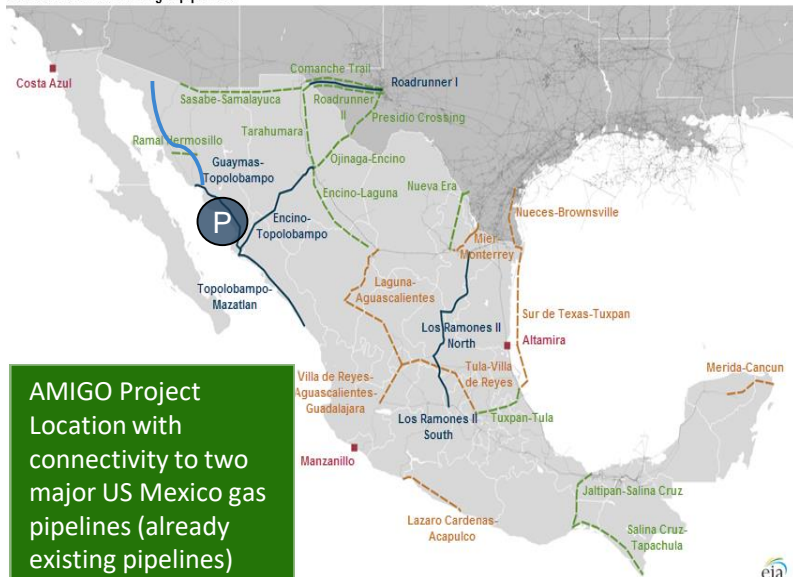 Costa Azul
Comanche Trail
Roadrunner I
Sasabe-Samalayuca
Roadrunner
II
Presidio Crossing
Ramal Hermosillo
Tarahumara
Guaymas-
Topolobampo
Ojinaga-Encino
P
Encino-Laguna
Nueva Era
Encino-
Topolobampo
Nueces-Brownsville
Mier-
Monterrey
Topolobampo-
Mazatlan
Laguna-
Aguascalientes
Sur de Texas-Tuxpan
Los Ramones II
North
Altamira
Merida-Cancun
Villa de Reyes-
Aguascalientes-
Guadalajara
Tula-Villa
de Reyes
Los Ramones II
South
Tuxpan-Tula
Manzanillo
Jaltipan-Salina Cruz
Lazaro Cardenas-
Acapulco
Salina Cruz-
Tapachula
eia
AMIGO Project
Location with
connectivity to two
major US Mexico gas
pipelines (already
existing pipelines)